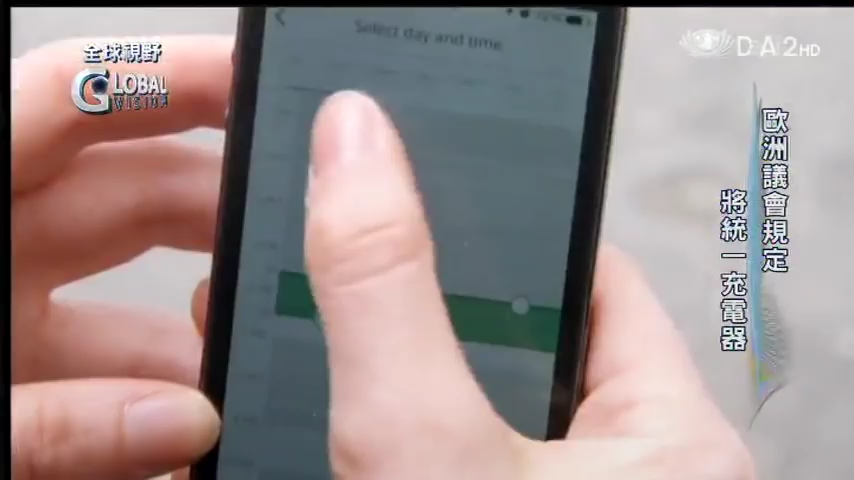 全球視野
GLOBAL
VISION
DA2HD
Select day and time
歐洲議會規定
將統一充電器